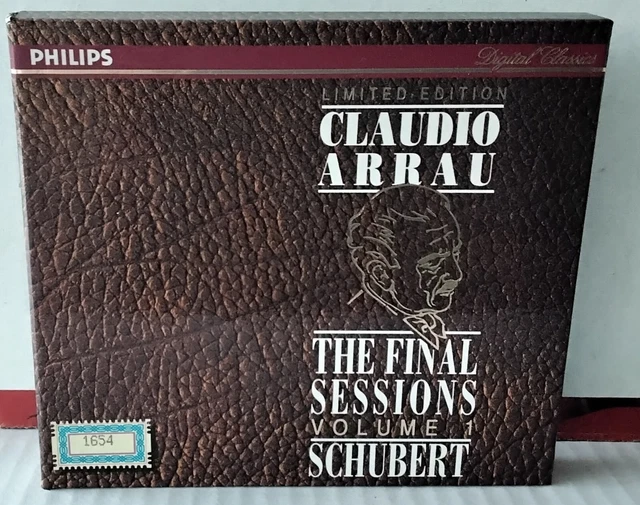 PHILIPS
Digital Classics
LIMITED·EDITION
CLAUDIO
ARRAU
THE FINAL
SESSIONS
VOLUME 1
SCHUBERT
1654